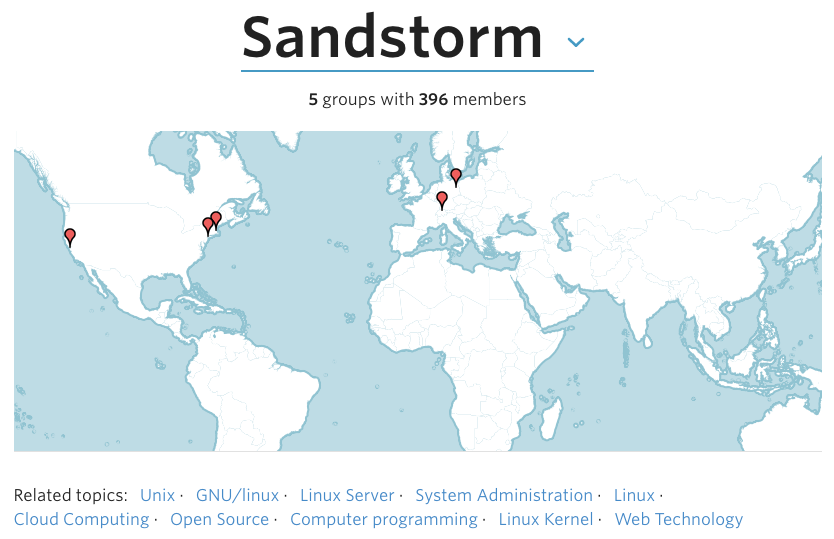 Sandstorm
5 groups with 396 members
Related topics: Unix · GNU/linux · Linux Server · System Administration · Linux ·
Cloud Computing · Open Source · Computer programming · Linux Kernel · Web Technology